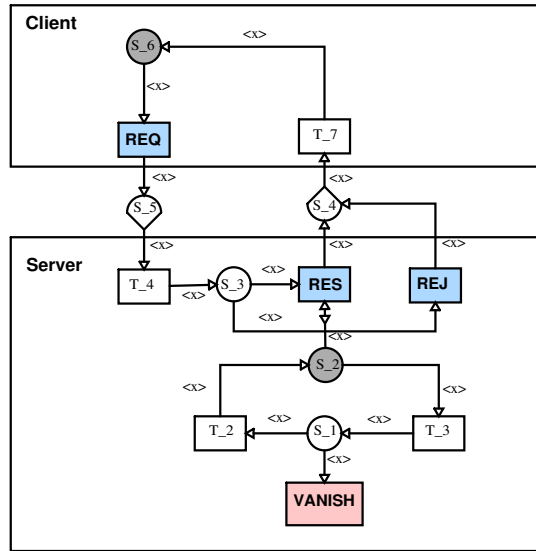 Client
S_6
<x>
<x>
REQ
T_7
<x>
<x>
S_5
S_4
<x>
<x>
<x>
Server
T_4
<x>
S_3
<x>
RES
REJ
<x>
<x>
S_2
<x>
<x>
T_2
<x>
S_1
<x>
T_3
<x>
VANISH